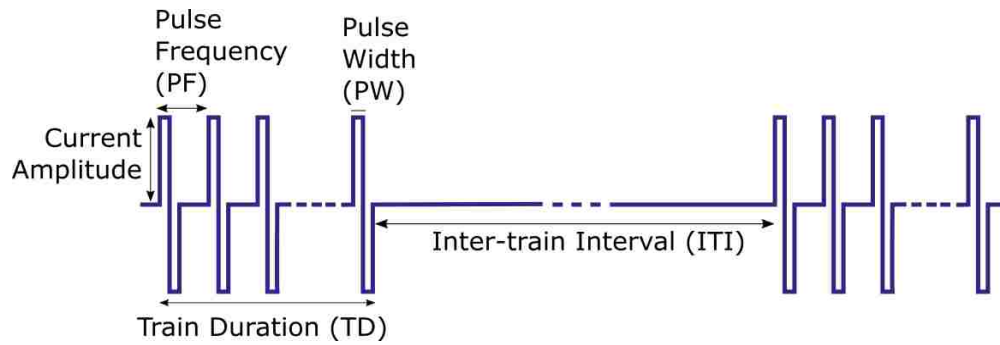 Pulse
Frequency
(PF)
Pulse
Width
(PW)
Current
Amplitude
Inter-train Interval (ITI)
Train Duration (TD)